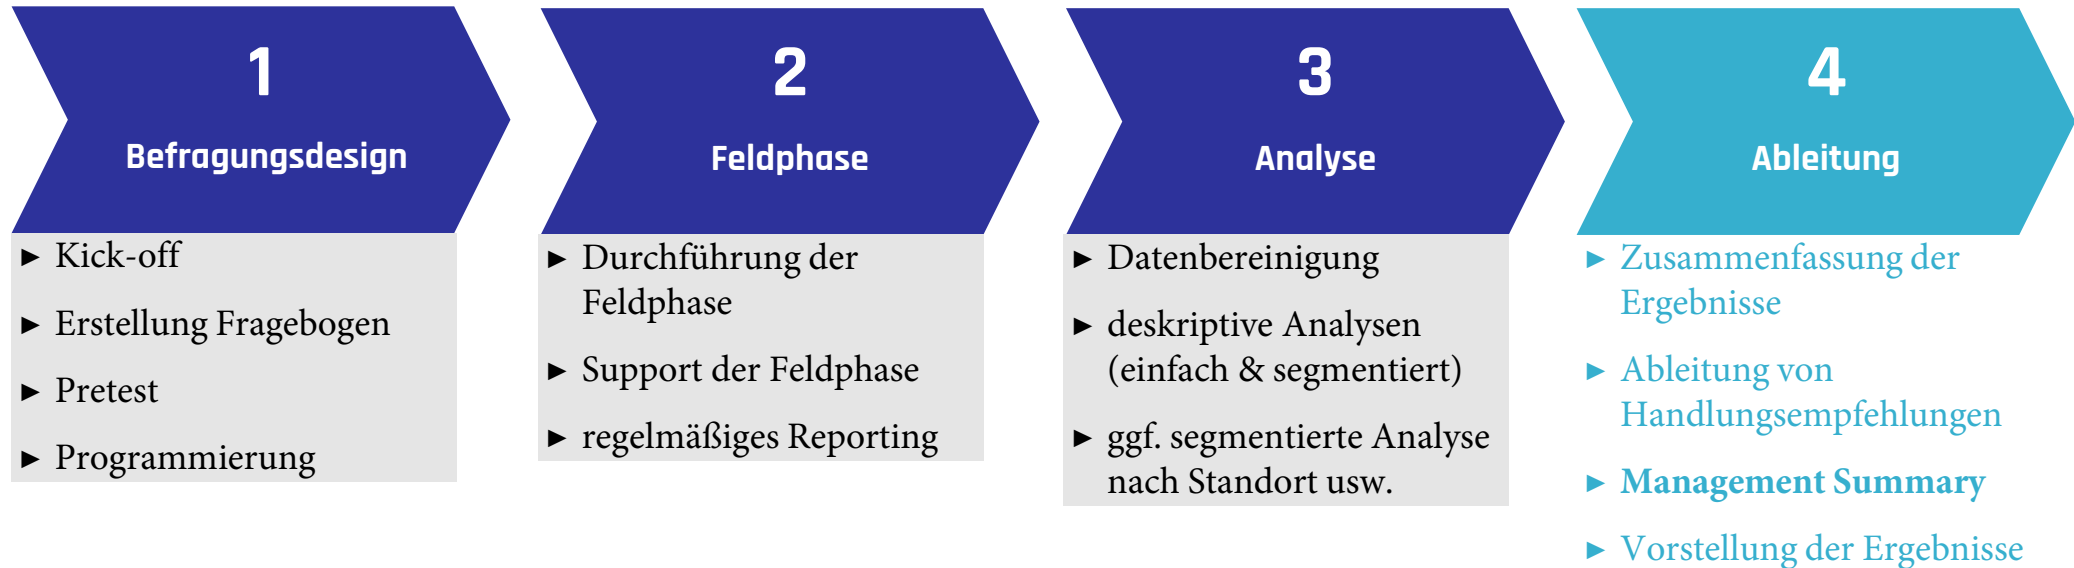 1
Befragungsdesign
► Kick-off
► Erstellung Fragebogen
► Pretest
► Programmierung
2
Feldphase
► Durchführung der
Feldphase
► Support der Feldphase
► regelmäßiges Reporting
3
Analyse
► Datenbereinigung
► deskriptive Analysen
(einfach & segmentiert)
► ggf. segmentierte Analyse
nach Standort usw.
4
Ableitung
► Zusammenfassung der
Ergebnisse
► Ableitung von
Handlungsempfehlungen
► Management Summary
► Vorstellung der Ergebnisse